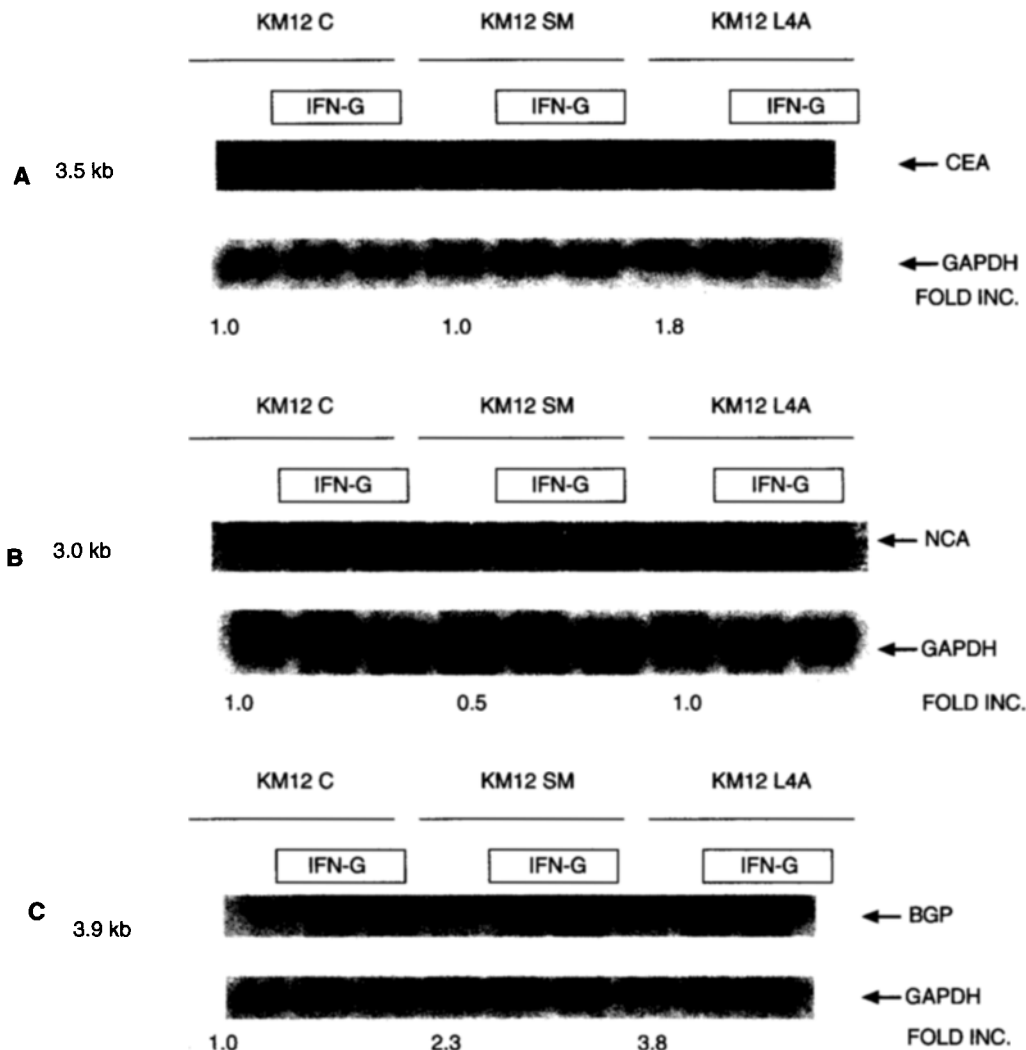 KM12 C KM12 SM KM12 L4A
IFN-G IFN-G IFN-G
A 3.5 kb CEA
GAPDH
FOLD INC.
1.0 1.0 1.8
KM12 C KM12 SM KM12 L4A
IFN-G IFN-G IFN-G
B 3.0 kb NCA
GAPDH
1.0 0.5 1.0 FOLD INC.
KM12 C KM12 SM KM12 L4A
IFN-G IFN-G IFN-G
C 3.9 kb BGP
GAPDH
1.0 2.3 3.8 FOLD INC.